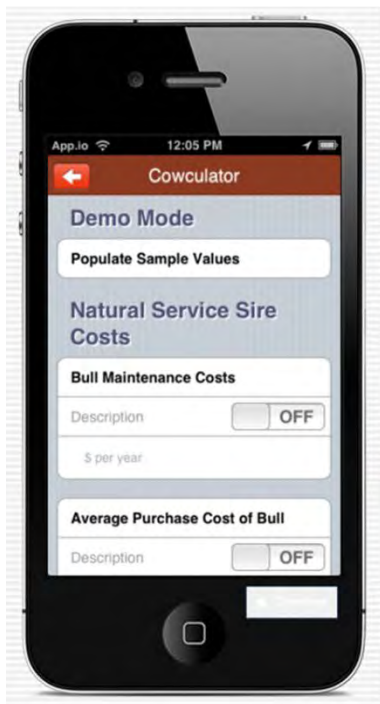 App.io 12:05 PM
Cowculator
Demo Mode
Populate Sample Values
Natural Service Sire
Costs
Bull Maintenance Costs
Description OFF
$ per year
Average Purchase Cost of Bull
Description OFF